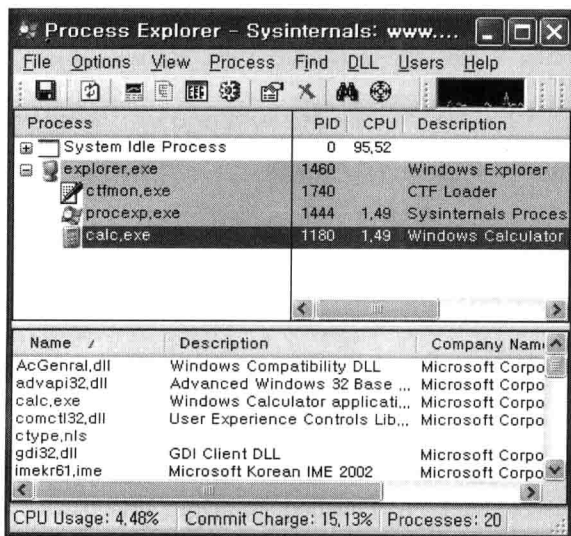 Process Explorer - Sysinternals: www....
File Options View Process Find DLL Users Help
Process PID CPU Description
System Idle Process 0 95,52
explorer,exe 1460 Windows Explorer
ctfmon,exe 1740 CTF Loader
procexp,exe 1444 1,49 Sysinternals Proces
calc,exe 1180 1,49 Windows Calculator
Name / Description Company Nam
AcGenral,dll Windows Compatibility DLL Microsoft Corpo
advapi32,dll Advanced Windows 32 Base ... Microsoft Corpo
calc,exe Windows Calculator applicati... Microsoft Corpo
comctl32,dll User Experience Controls Lib... Microsoft Corpo
ctype,nls
gdi32,dll GDI Client DLL Microsoft Corpo
imekr61,ime Microsoft Korean IME 2002 Microsoft Corpo
CPU Usage: 4,48% Commit Charge: 15,13% Processes: 20